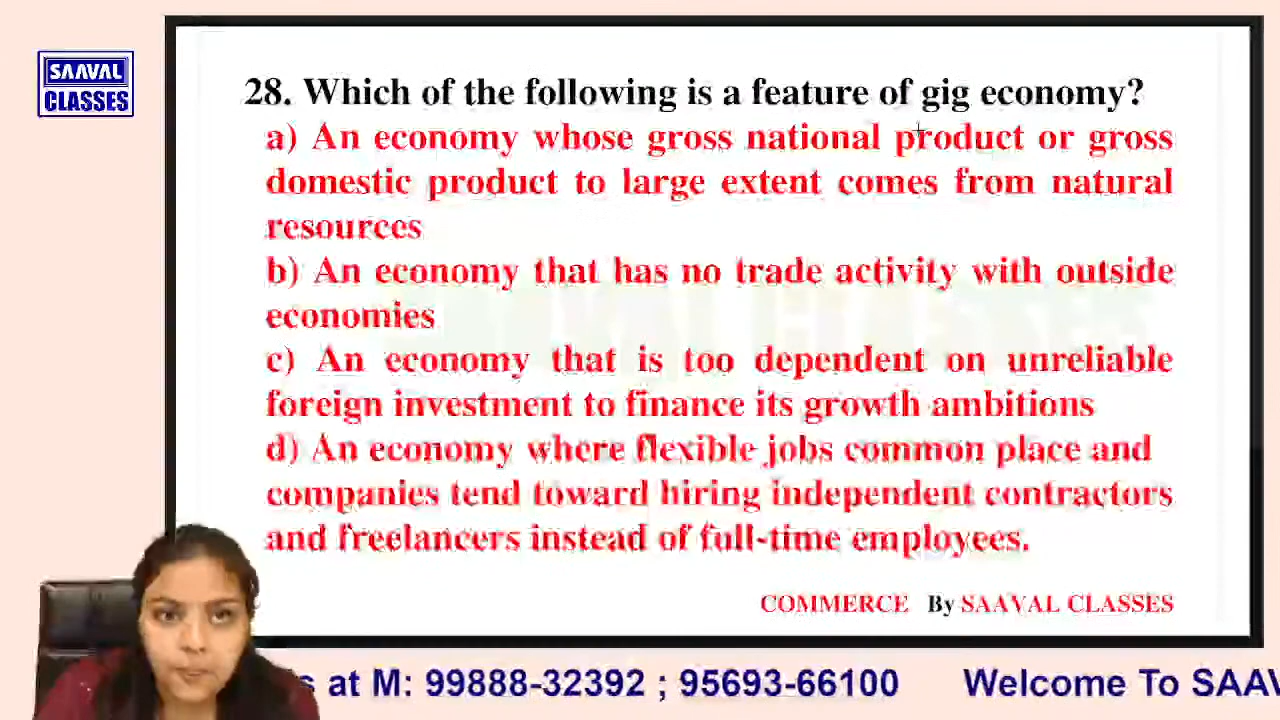 SAAVAL
CLASSES
28. Which of the following is a feature of gig economy?
a) An economy whose gross national product or gross
domestic product to large extent comes from natural
resources
b) An economy that has no trade activity with outside
economies
c) An economy that is too dependent on unreliable
foreign investment to finance its growth ambitions
d) An economy where flexible jobs common place and
companies tend toward hiring independent contractors
and freelancers instead of full-time employees.
COMMERCE By SAAVAL CLASSES
s at M: 99888-32392 ; 95693-66100 Welcome To SAAV